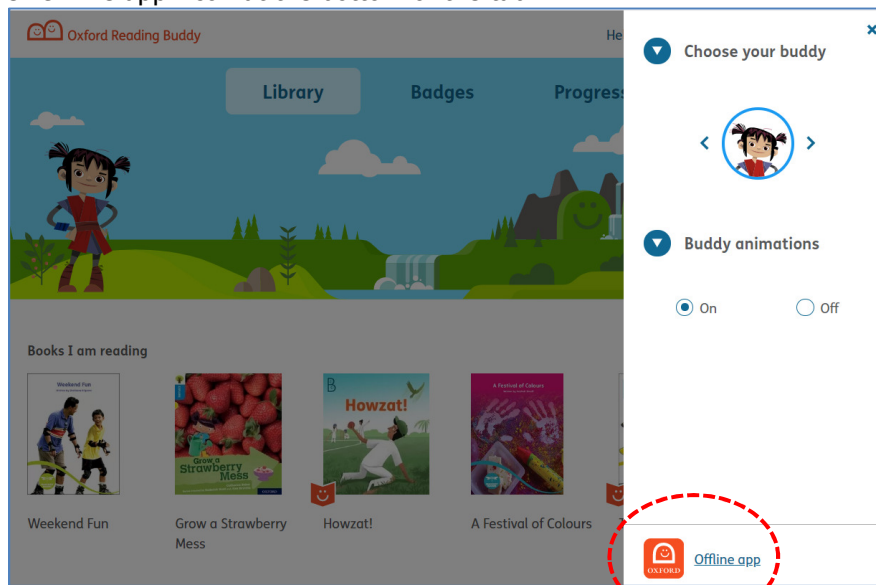 Oxford Reading Buddy
He
Choose your buddy
Library
Badges
Progress
Buddy animations
On
Off
Books I am reading
Weekend Fun
Grow a
Strawberry
Mess
Howzat!
A Festival of Colours
Weekend Fun
Grow a Strawberry
Mess
Howzat!
A Festival of Colours
OXFORD
Offline app